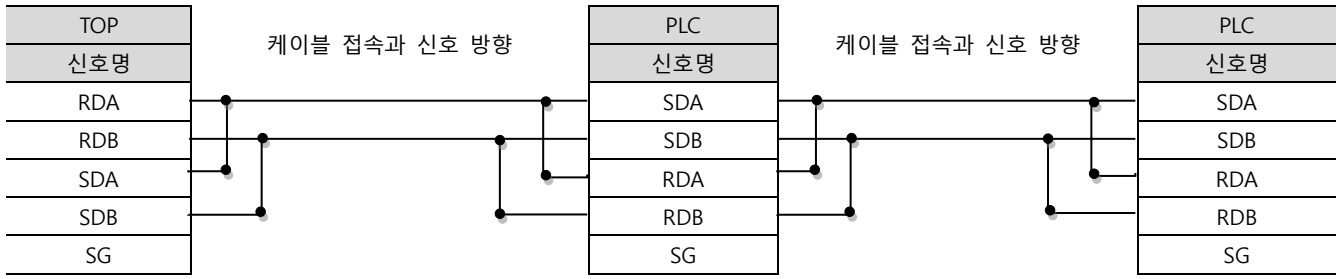 TOP 케이블 접속과 신호 방향 PLC 케이블 접속과 신호 방향 PLC
신호명 신호명 신호명
RDA SDA SDA
RDB SDB SDB
SDA RDA RDA
SDB RDB RDB
SG SG SG